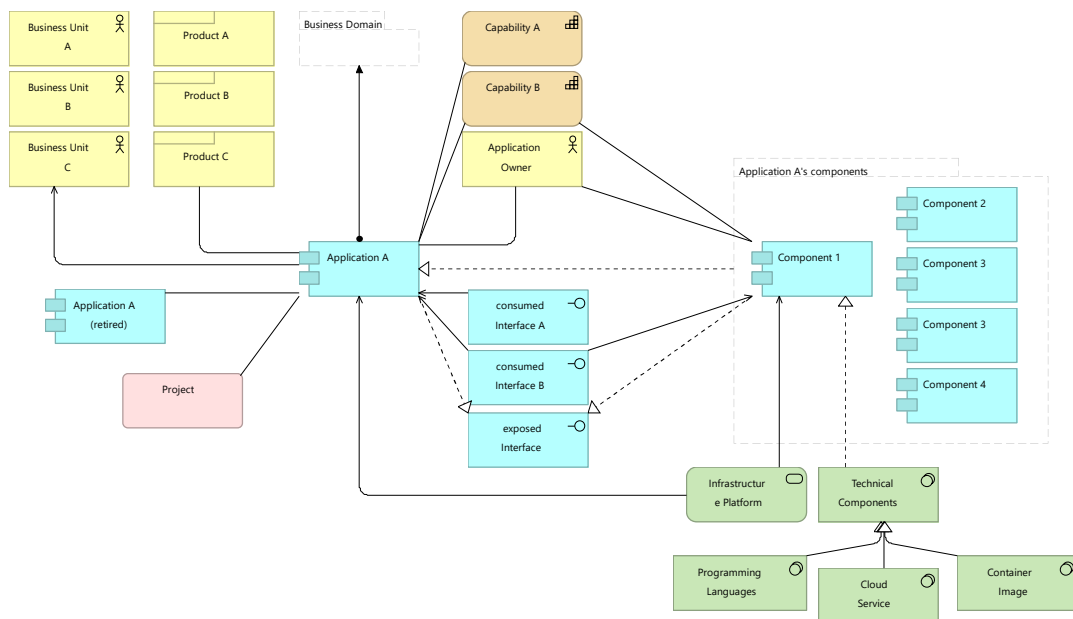 Business Unit
A
Product A
Business Domain
Capability A
Business Unit
B
Product B
Capability B
Business Unit
C
Product C
Application
Owner
Application A's components
Component 2
Application A
Component 1
Component 3
Application A
(retired)
consumed
Interface A
Component 3
consumed
Interface B
Component 4
Project
exposed
Interface
Infrastructur
e Platform
Technical
Components
Programming
Languages
Cloud
Service
Container
Image